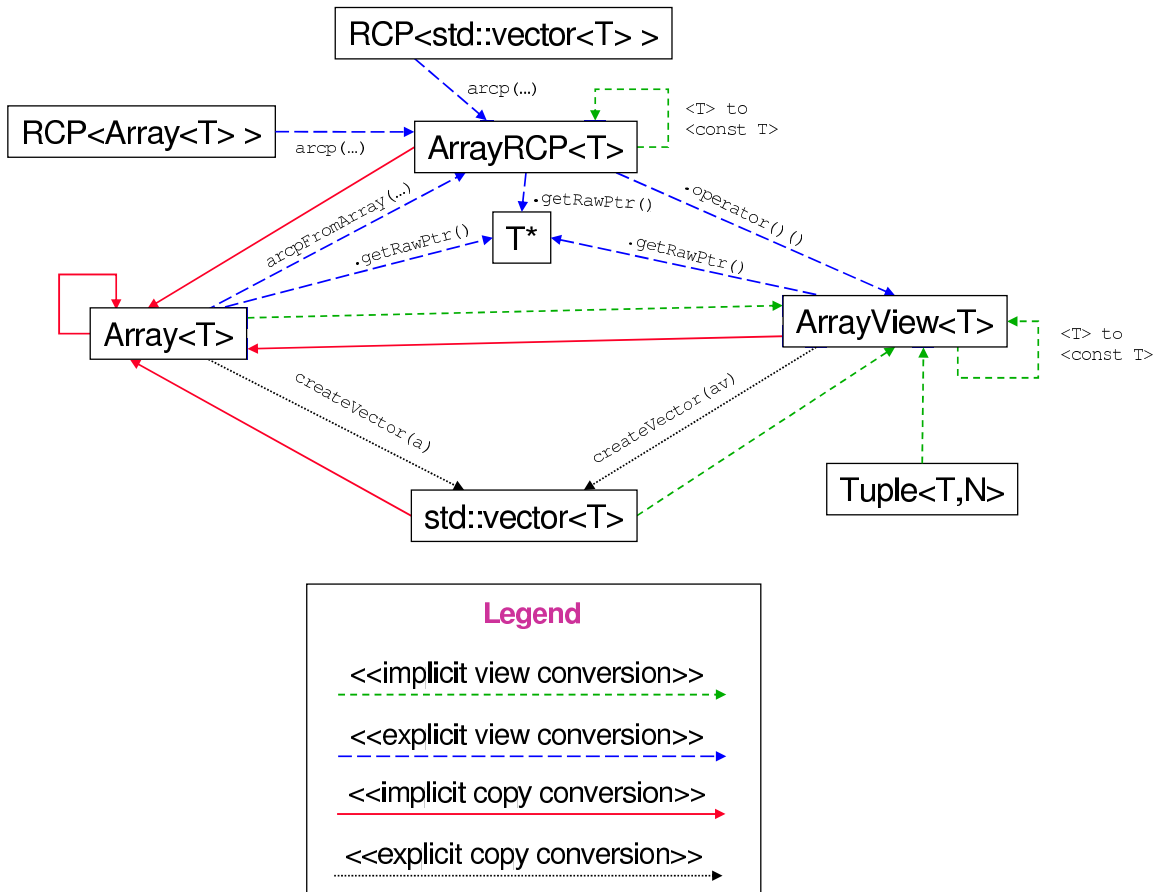 RCP<std::vector<T> >
arcp(…)
RCP<Array<T> >
arcp(…)
ArrayRCP<T>
<T> to
<const T>
arcpFromArray(…)
.getRawPtr()
.getRawPtr()
.operator()()
T*
.getRawPtr()
Array<T>
ArrayView<T>
<T> to
<const T>
createVector(a)
createVector(av)
std::vector<T>
Tuple<T,N>
Legend
<<implicit view conversion>>
<<explicit view conversion>>
<<implicit copy conversion>>
<<explicit copy conversion>>